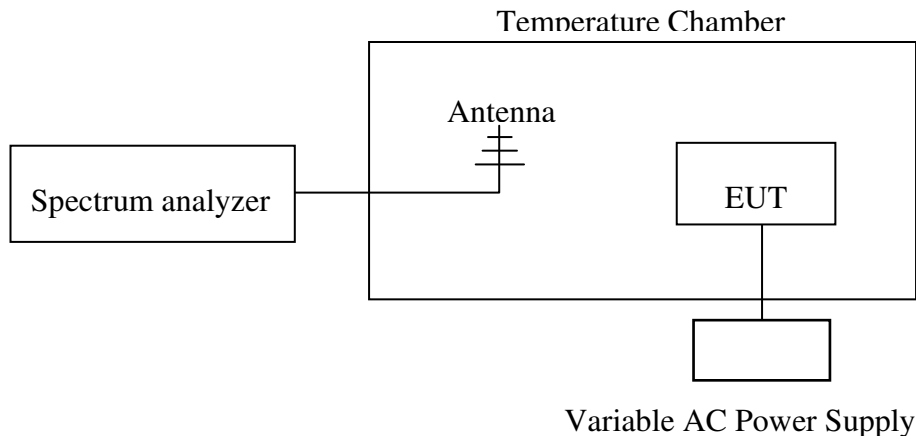 Temperature Chamber
Antenna
Spectrum analyzer
EUT
Variable AC Power Supply